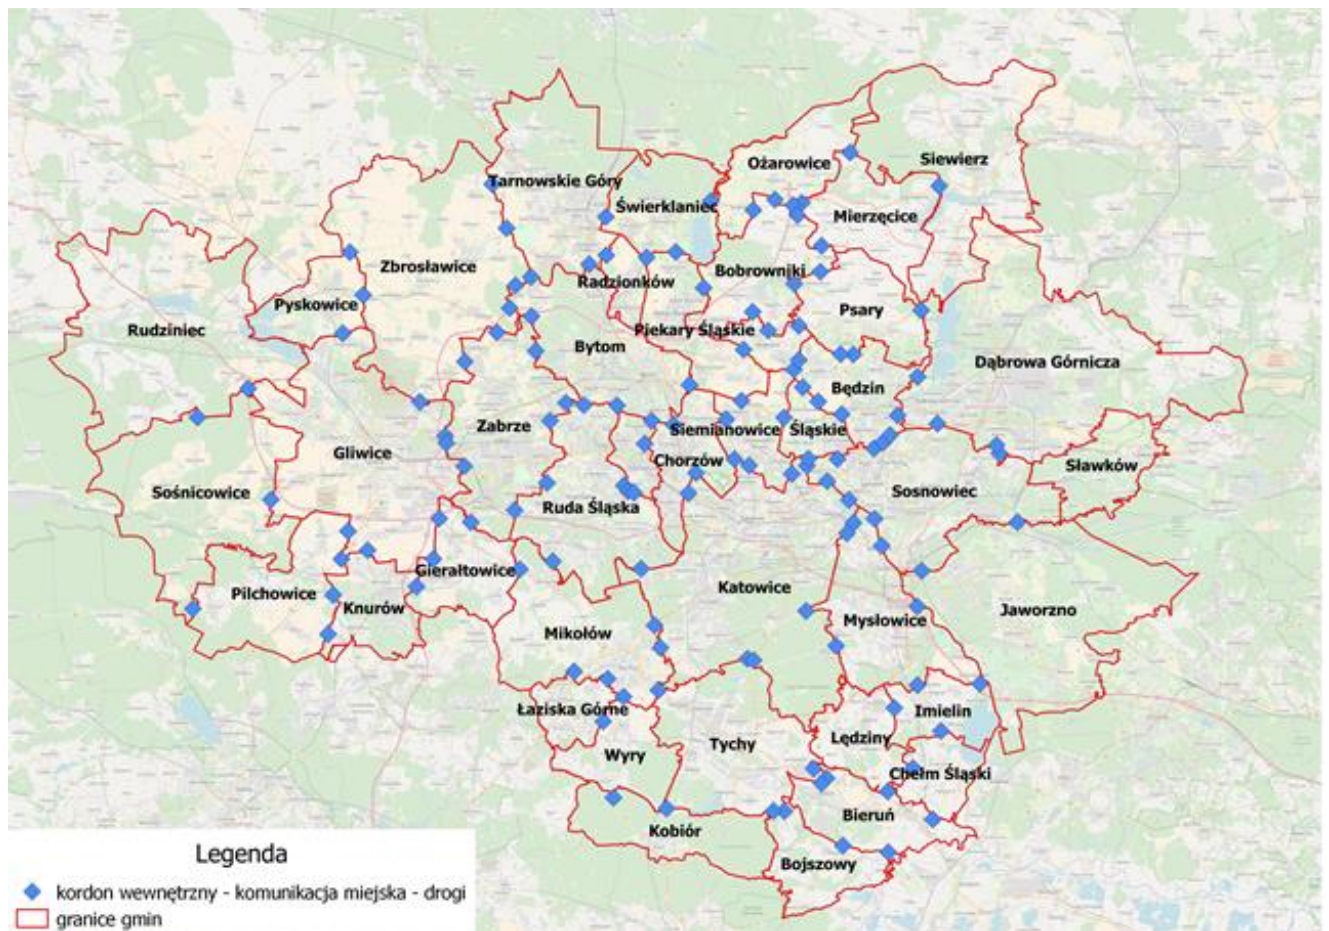 Ożarowice
Siewierz
Tarnowskie Góry
Świerklaniec
Mierzęcice
Zbrosławice
Radzionków
Bobrowniki
Pyskowice
Psary
Rudziniec
Piekary Śląskie
Bytom
Dąbrowa Górnicza
Będzin
Zabrze
Siemianowice Śląskie
Gliwice
Chorzów
Sławków
Sośnicowice
Sosnowiec
Ruda Śląska
Gierałtowice
Katowice
Pilchowice
Knurów
Jaworzno
Mysłowice
Mikołów
Łaziska Górne
Imielin
Lędziny
Tychy
Wyry
Chełm Śląski
Bieruń
Kobiór
Bojszowy
Legenda
kordon wewnętrzny - komunikacja miejska - drogi
granice gmin